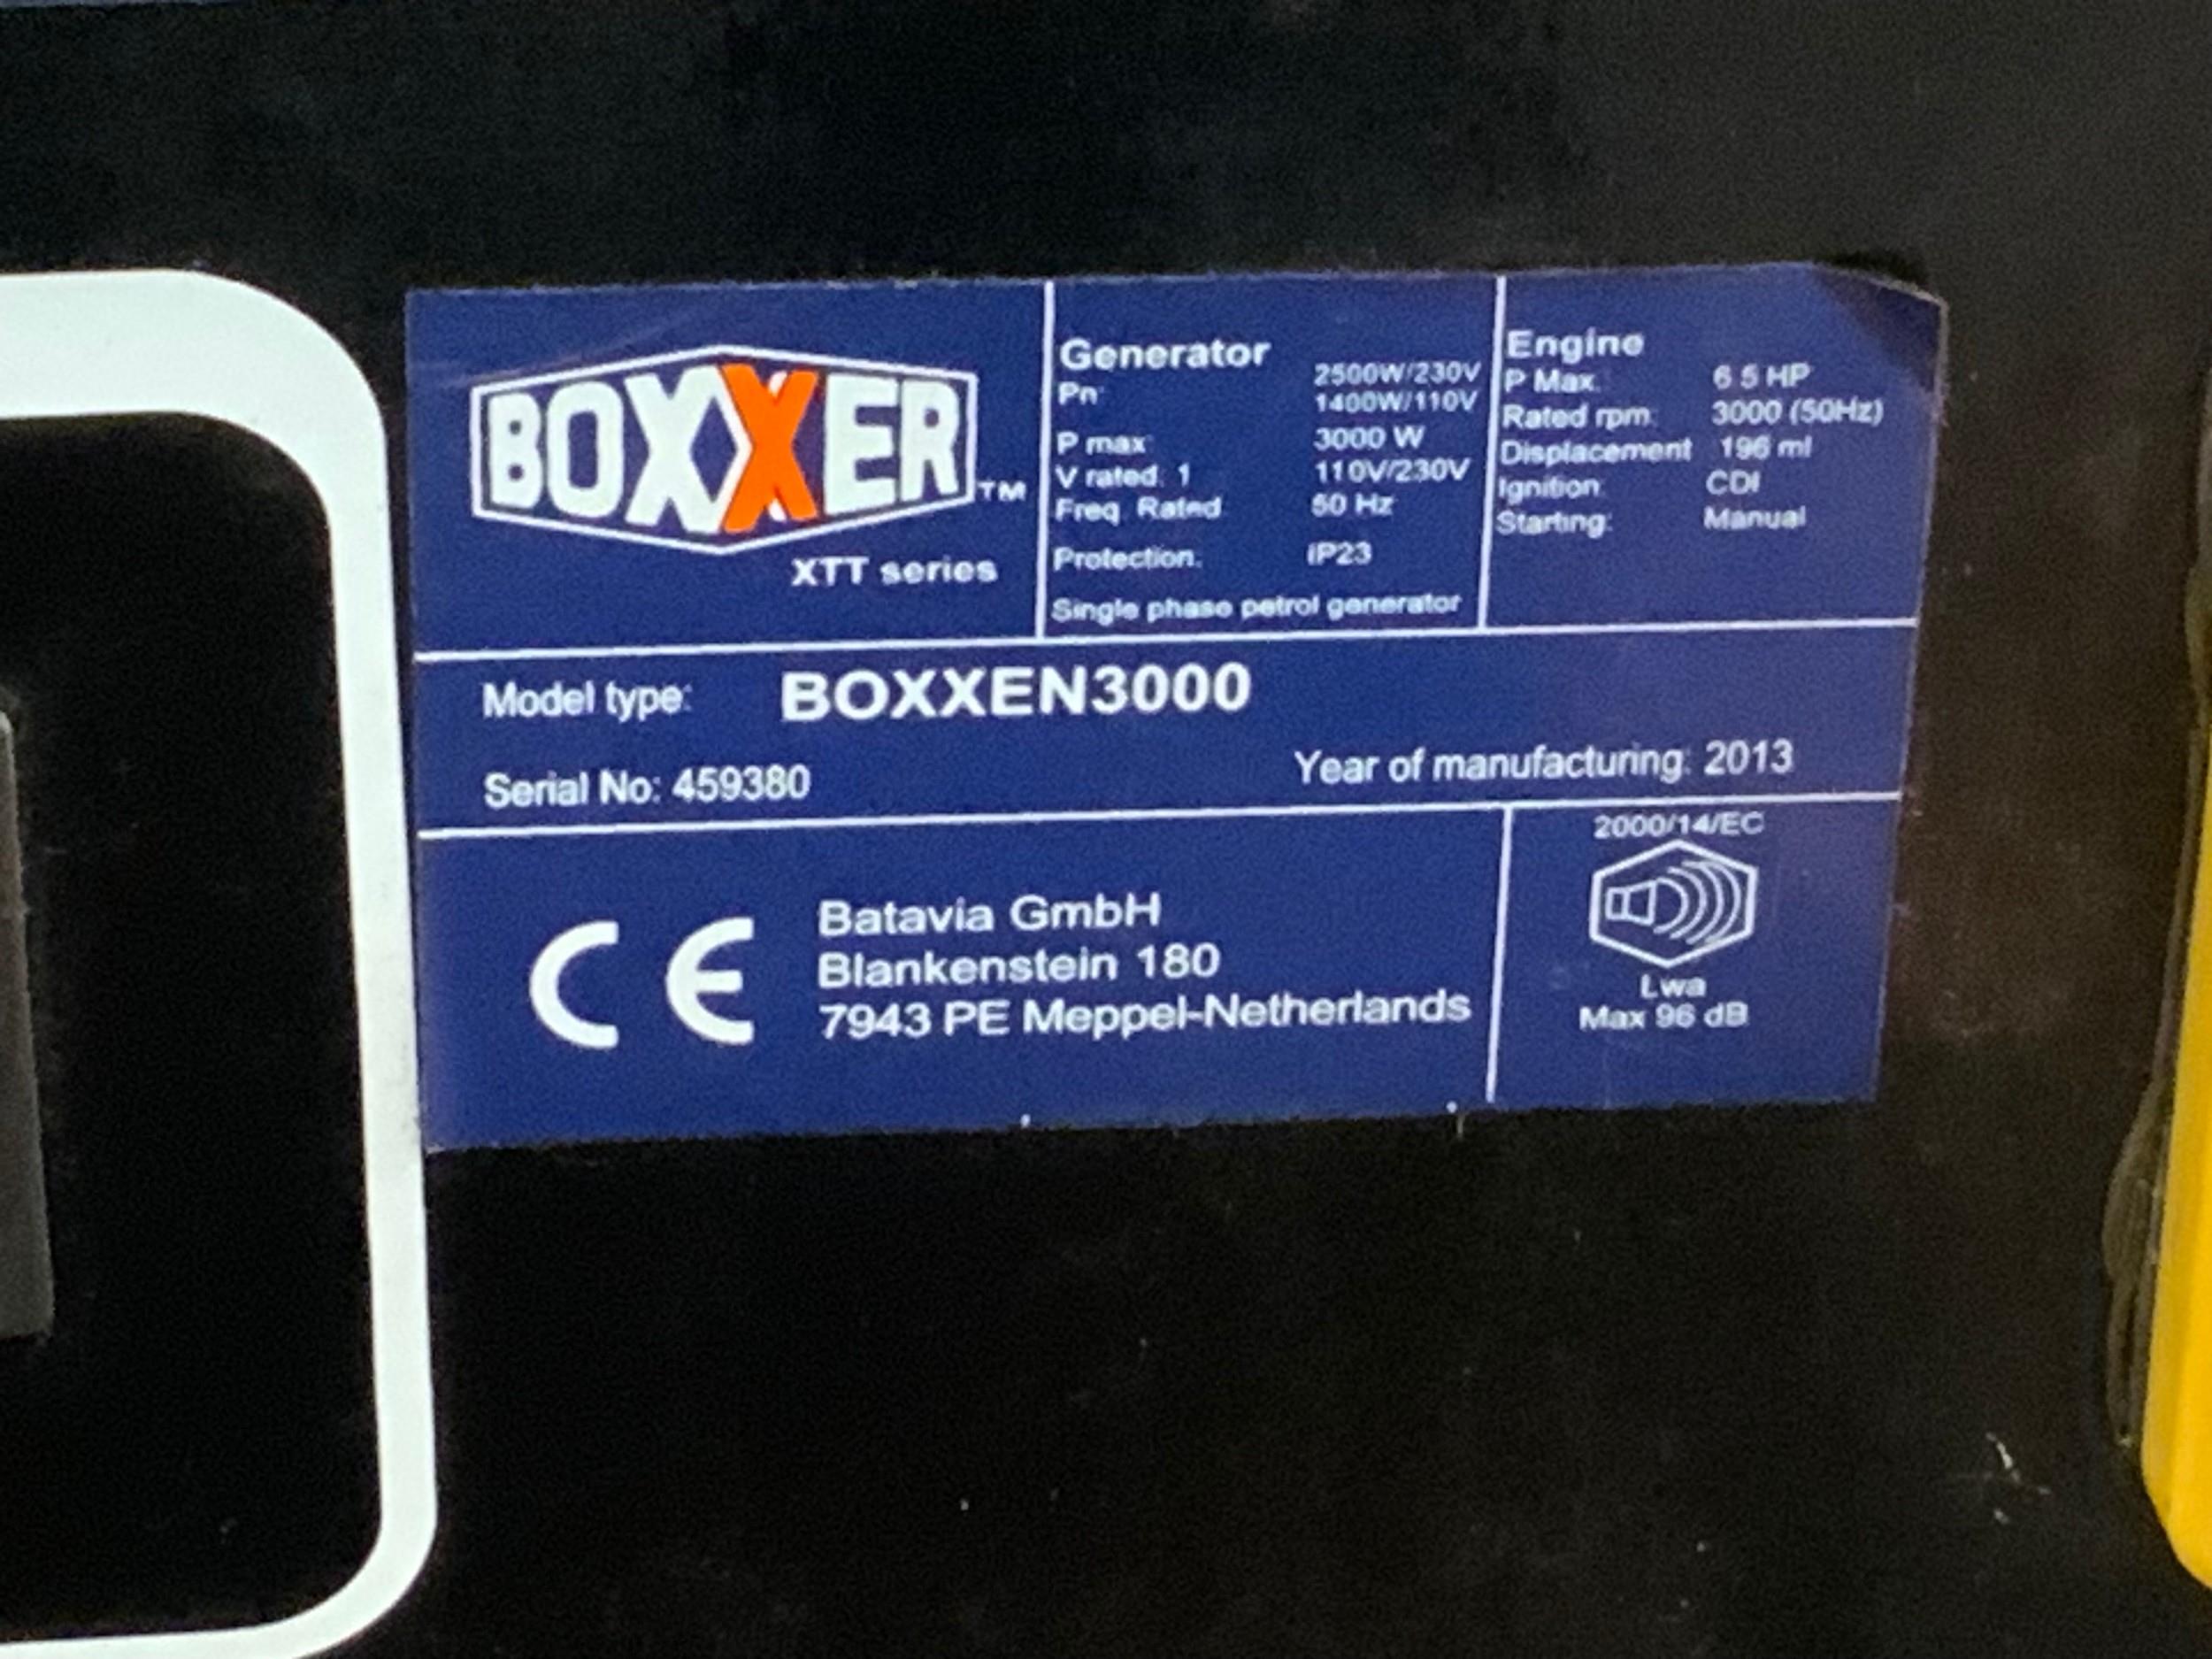 BOXXER
TM
XTT series
Generator
Pn: 2500W/230V
1400W/110V
P max: 3000 W
V rated: 1 110V/230V
Freq. Rated 50 Hz
Protection. IP23
Single phase petrol generator
Engine
P Max. 6.5 HP
Rated rpm: 3000 (50Hz)
Displacement 196 ml
Ignition: CDI
Starting: Manual
Model type: BOXXEN3000
Serial No: 459380
Year of manufacturing: 2013
CE
Batavia GmbH
Blankenstein 180
7943 PE Meppel-Netherlands
2000/14/EC
Lwa
Max 96 dB